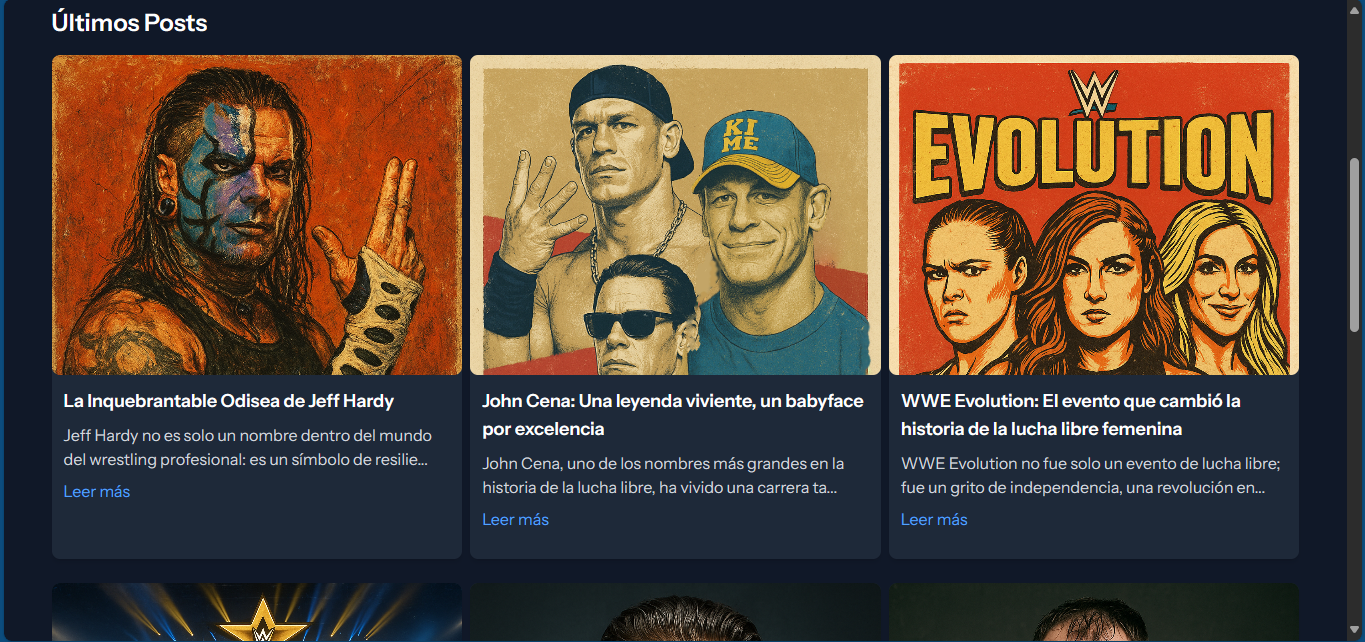 Últimos Posts
KI
ME
W
EVOLUTION
La Inquebrantable Odisea de Jeff Hardy
Jeff Hardy no es solo un nombre dentro del mundo
del wrestling profesional: es un símbolo de resilie...
Leer más
John Cena: Una leyenda viviente, un babyface
por excelencia
John Cena, uno de los nombres más grandes en la
historia de la lucha libre, ha vivido una carrera ta...
Leer más
WWE Evolution: El evento que cambió la
historia de la lucha libre femenina
WWE Evolution no fue solo un evento de lucha libre;
fue un grito de independencia, una revolución en...
Leer más
W